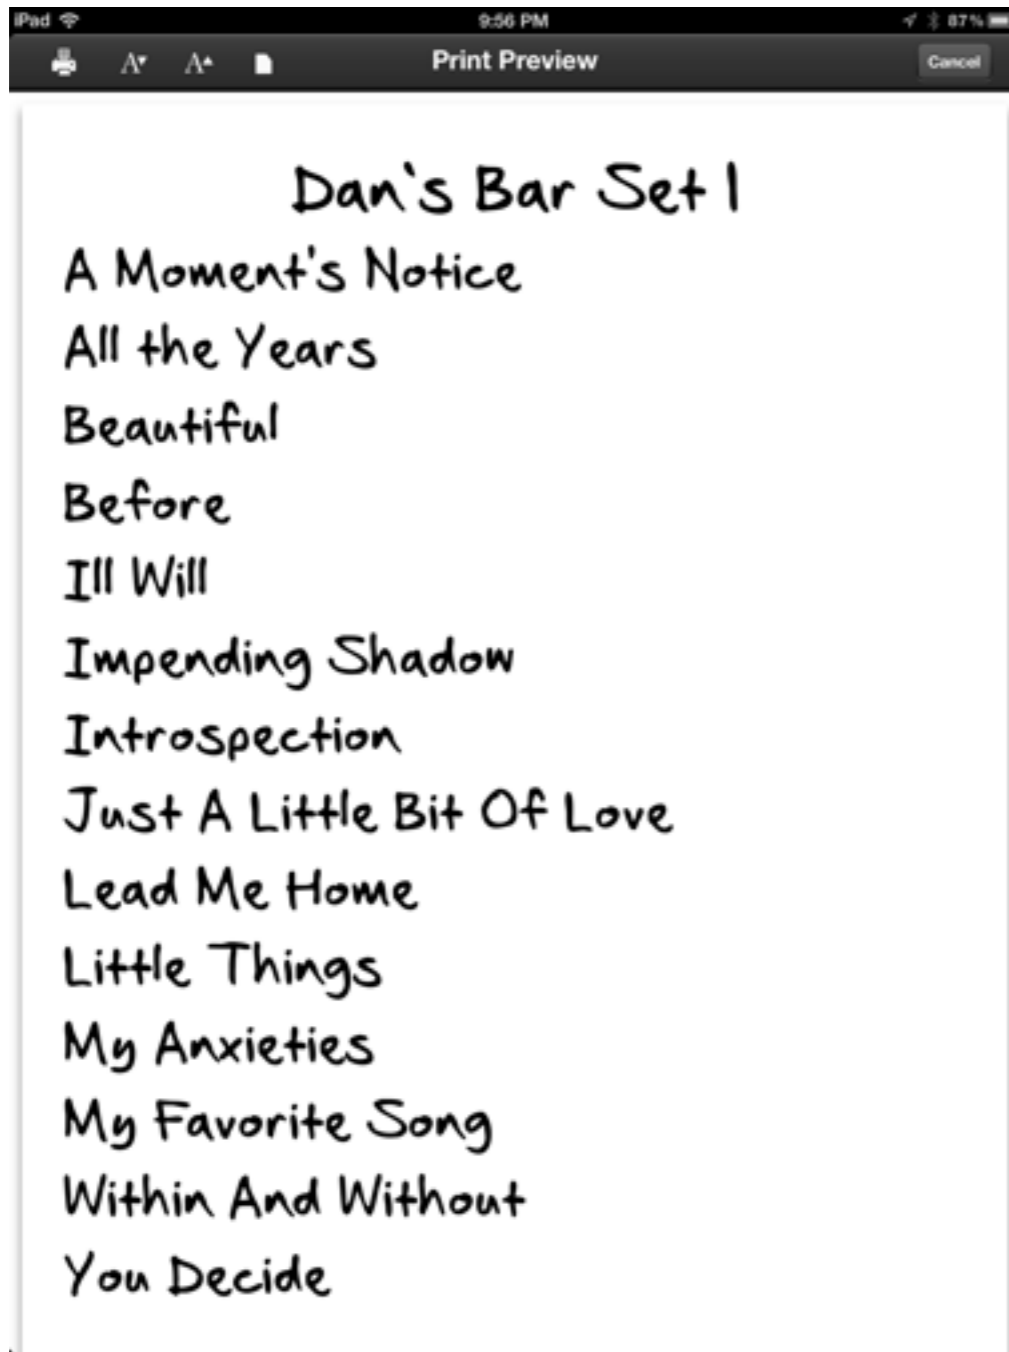 iPad 9:56 PM 87%
A A Print Preview Cancel
Dan's Bar Set 1
A Moment's Notice
All the Years
Beautiful
Before
Ill Will
Impending Shadow
Introspection
Just A Little Bit Of Love
Lead Me Home
Little Things
My Anxieties
My Favorite Song
Within And Without
You Decide